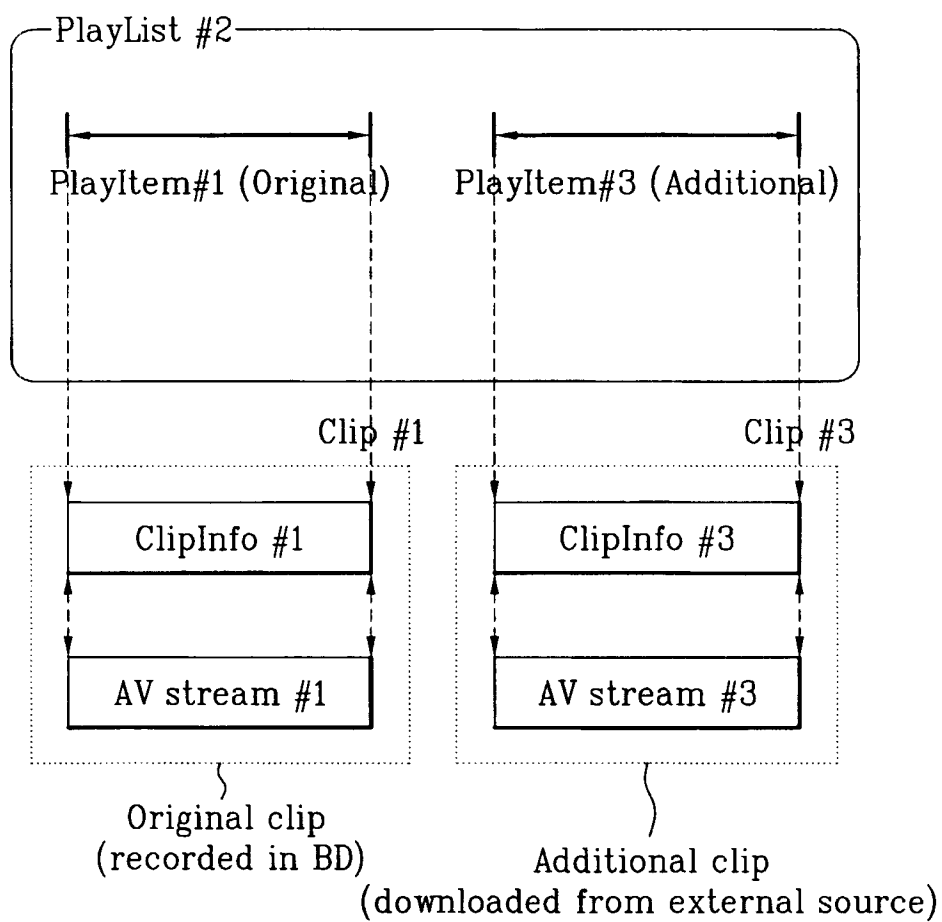 PlayList #2
PlayItem#1 (Original)
PlayItem#3 (Additional)
Clip #1
Clip #3
ClipInfo #1
ClipInfo #3
AV stream #1
AV stream #3
Original clip
(recorded in BD)
Additional clip
(downloaded from external source)